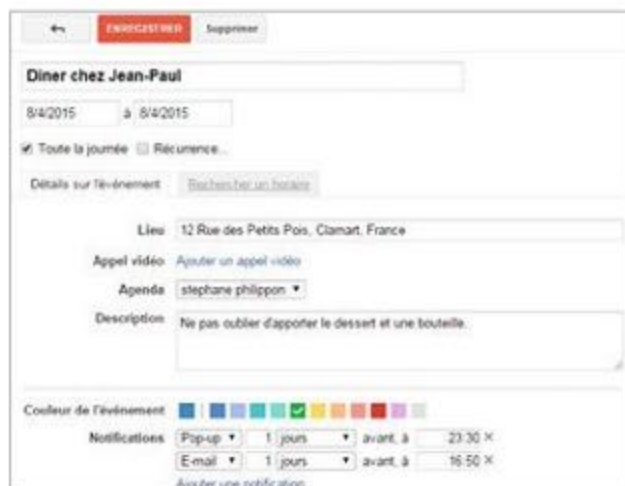 ENREGISTRER Supprimer
Diner chez Jean-Paul
8/4/2015 à 8/4/2015
Toute la journée Récurrence...
Détails sur l'événement Rechercher un horaire
Lieu 12 Rue des Petits Pois, Clamart, France
Appel vidéo Ajouter un appel vidéo
Agenda stephane philippon
Description Ne pas oublier d'apporter le dessert et une bouteille.
Couleur de l'événement
Notifications Pop-up 1 jours avant, à 23:30 ×
E-mail 1 jours avant, à 16:50 ×
Ajouter une notification